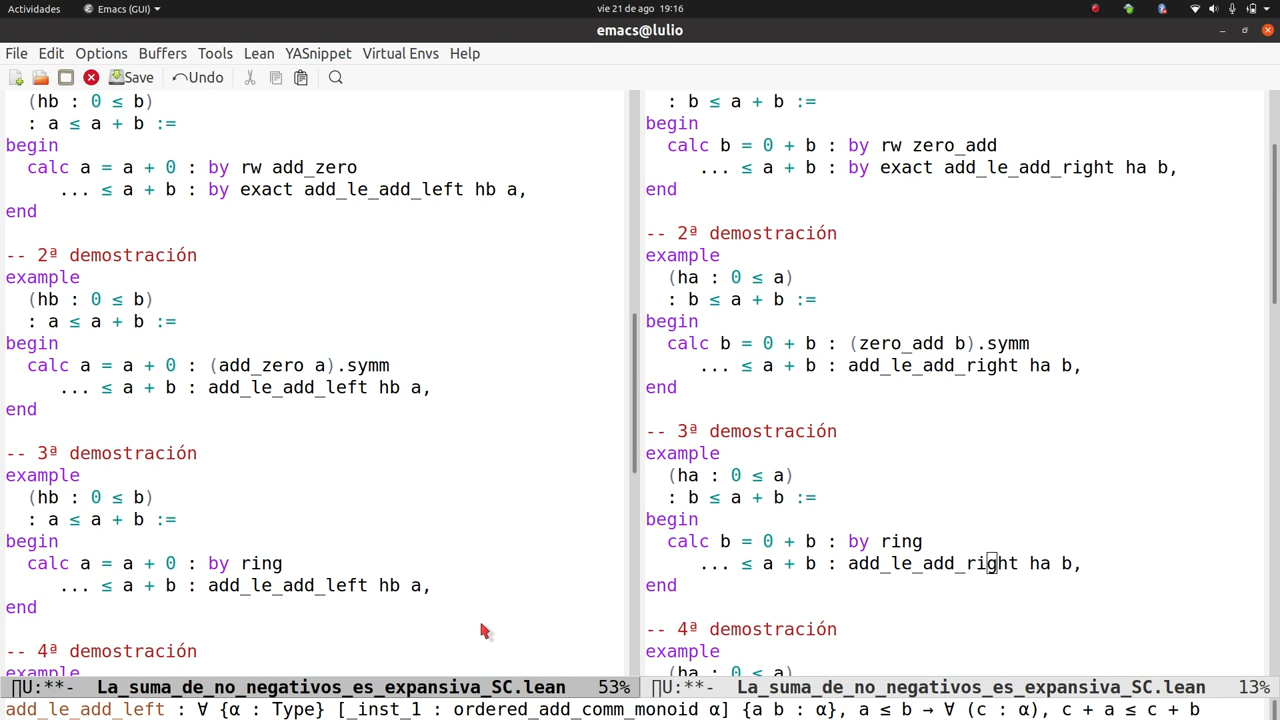 Actividades
Emacs (GUI)
vie 21 de ago 19:16
emacs@lulio
File Edit Options Buffers Tools Lean YASnippet Virtual Envs Help
Save Undo
(hb : 0 ≤ b)
: a ≤ a + b :=
begin
calc a = a + 0 : by rw add_zero
... ≤ a + b : by exact add_le_add_left hb a,
end
-- 2ª demostración
example
(hb : 0 ≤ b)
: a ≤ a + b :=
begin
calc a = a + 0 : (add_zero a).symm
... ≤ a + b : add_le_add_left hb a,
end
-- 3ª demostración
example
(hb : 0 ≤ b)
: a ≤ a + b :=
begin
calc a = a + 0 : by ring
... ≤ a + b : add_le_add_left hb a,
end
-- 4ª demostración
example
∏U:**- La_suma_de_no_negativos_es_expansiva_SC.lean 53%
: b ≤ a + b :=
begin
calc b = 0 + b : by rw zero_add
... ≤ a + b : by exact add_le_add_right ha b,
end
-- 2ª demostración
example
(ha : 0 ≤ a)
: b ≤ a + b :=
begin
calc b = 0 + b : (zero_add b).symm
... ≤ a + b : add_le_add_right ha b,
end
-- 3ª demostración
example
(ha : 0 ≤ a)
: b ≤ a + b :=
begin
calc b = 0 + b : by ring
... ≤ a + b : add_le_add_right ha b,
end
-- 4ª demostración
example
(ha : 0 ≤ a)
∏U:**- La_suma_de_no_negativos_es_expansiva_SC.lean 13%
add_le_add_left : ∀ {α : Type} [_inst_1 : ordered_add_comm_monoid α] {a b : α}, a ≤ b → ∀ (c : α), c + a ≤ c + b